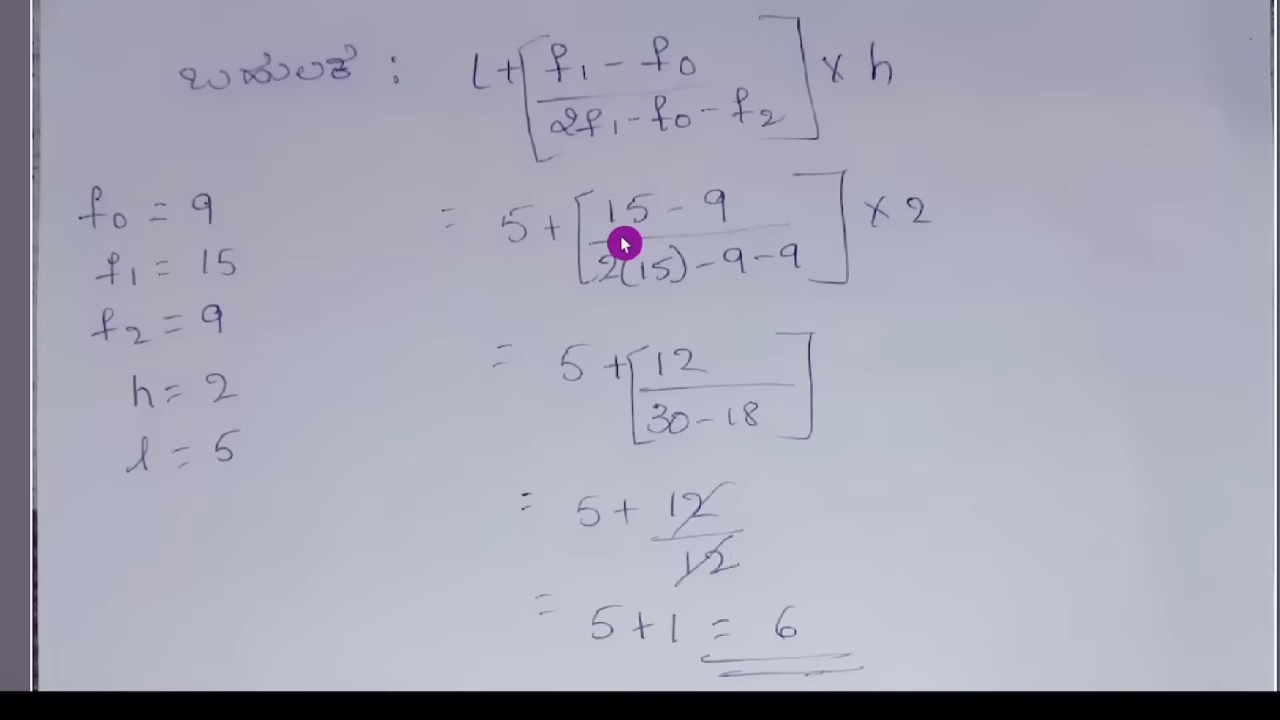 ಬಹುಲಕ : l + [ f₁ - f₀ / 2f₁ - f₀ - f₂ ] × h
f₀ = 9
f₁ = 15
f₂ = 9
h = 2
l = 5
= 5 + [ 15 - 9 / 2(15) - 9 - 9 ] × 2
= 5 + [ 12 / 30 - 18 ]
= 5 + 12 / 12
= 5 + 1 = 6